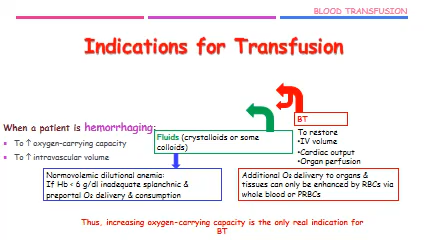 BLOOD TRANSFUSION
Indications for Transfusion
When a patient is hemorrhaging:
▪ To ↑ oxygen-carrying capacity
▪ To ↑ intravascular volume
Fluids (crystalloids or some
colloids)
BT
To restore
•IV volume
•Cardiac output
•Organ perfusion
Normovolemic dilutional anemia:
If Hb < 6 g/dl inadequate splanchnic &
preportal O₂ delivery & consumption
Additional O₂ delivery to organs &
tissues can only be enhanced by RBCs via
whole blood or PRBCs
Thus, increasing oxygen-carrying capacity is the only real indication for
BT